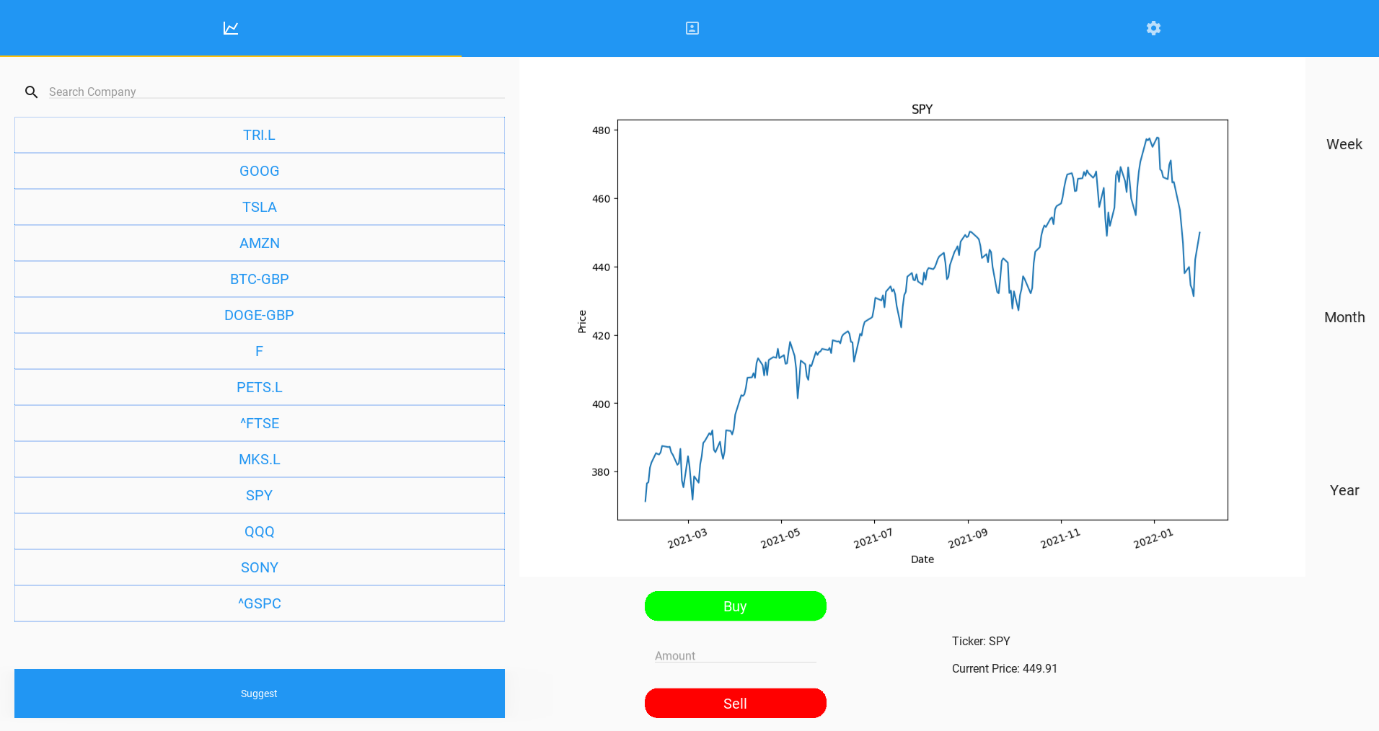 Search Company
TRI.L
GOOG
TSLA
AMZN
BTC-GBP
DOGE-GBP
F
PETS.L
^FTSE
MKS.L
SPY
QQQ
SONY
^GSPC
Suggest
SPY
480
460
440
420
400
380
Price
2021-03
2021-05
2021-07
2021-09
2021-11
2022-01
Date
Week
Month
Year
Buy
Amount
Sell
Ticker: SPY
Current Price: 449.91